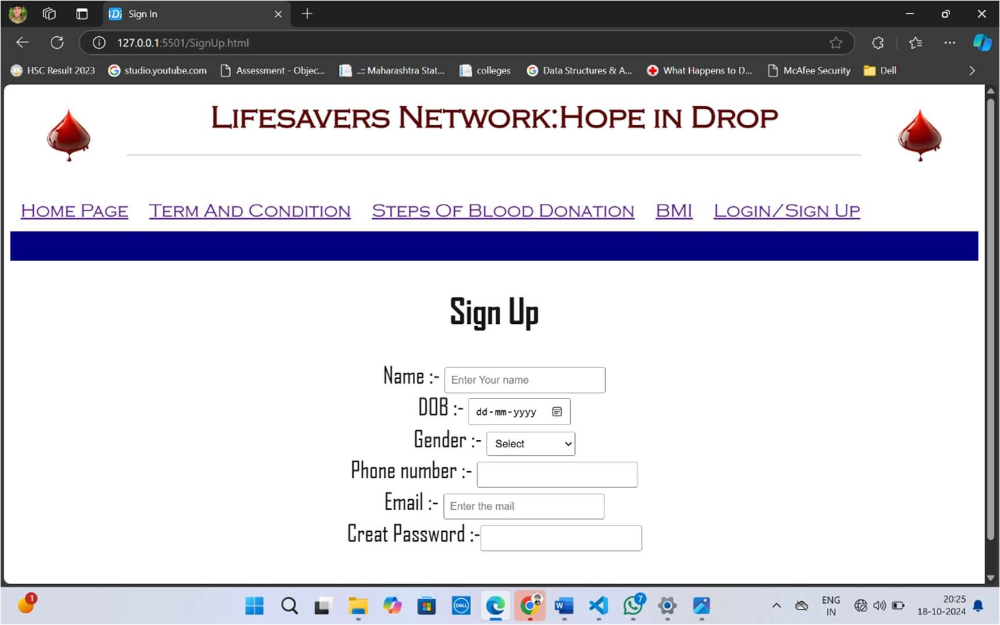 Sign In
127.0.0.1:5501/SignUp.html
HSC Result 2023 studio.youtube.com Assessment - Objec... ..:: Maharashtra Stat... colleges Data Structures & A... What Happens to D... McAfee Security Dell
Lifesavers Network:Hope in Drop
Home Page Term And Condition Steps Of Blood Donation BMI Login/Sign Up
Sign Up
Name :- Enter Your name
DOB :- dd-mm-yyyy
Gender :- Select
Phone number :-
Email :- Enter the mail
Creat Password :-
1
DELL
W
7
ENG
IN
20:25
18-10-2024